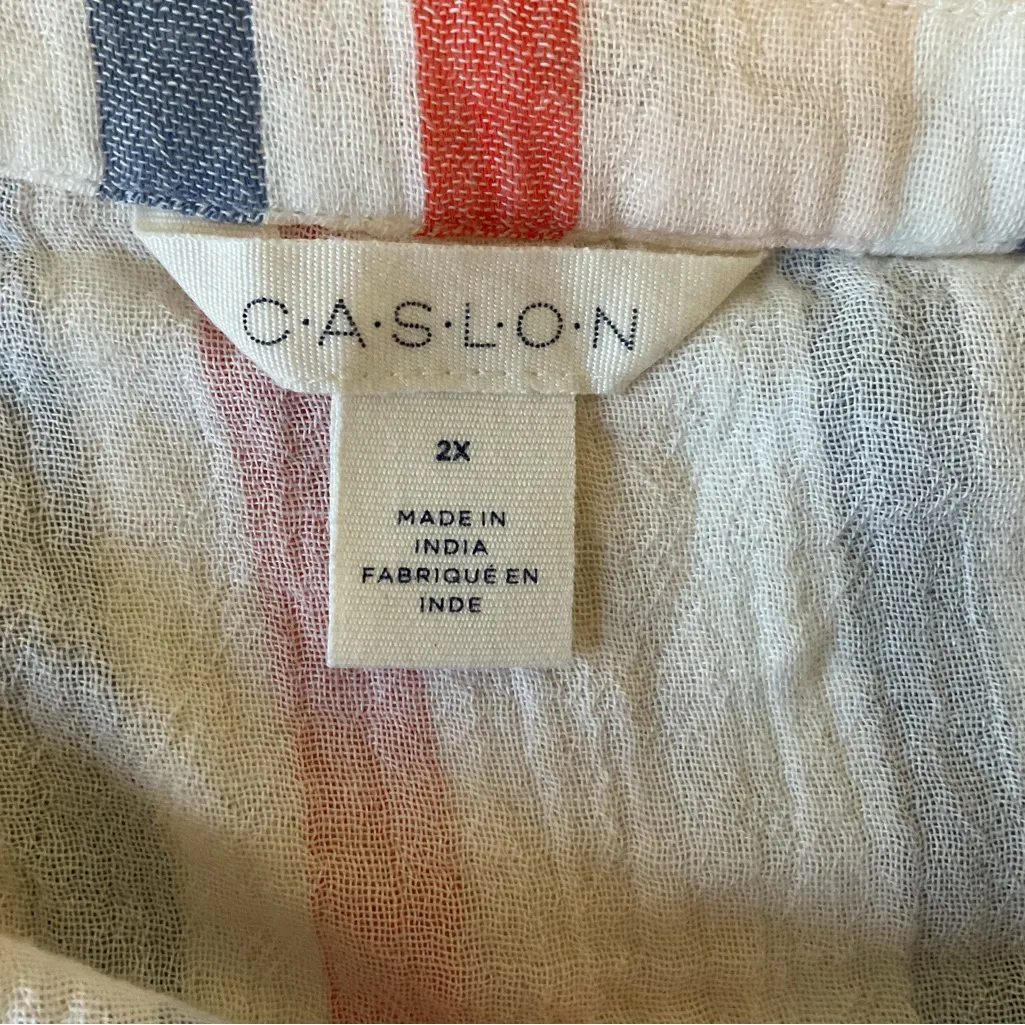 C·A·S·L·O·N
2X
MADE IN
INDIA
FABRIQUÉ EN
INDE